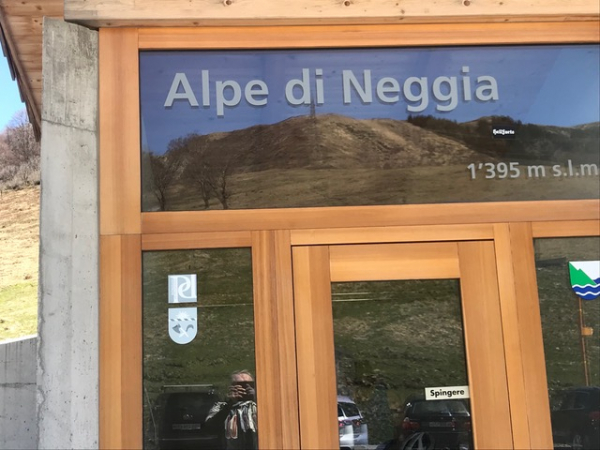 Alpe di Neggia
1'395 m s.l.m
Spingere